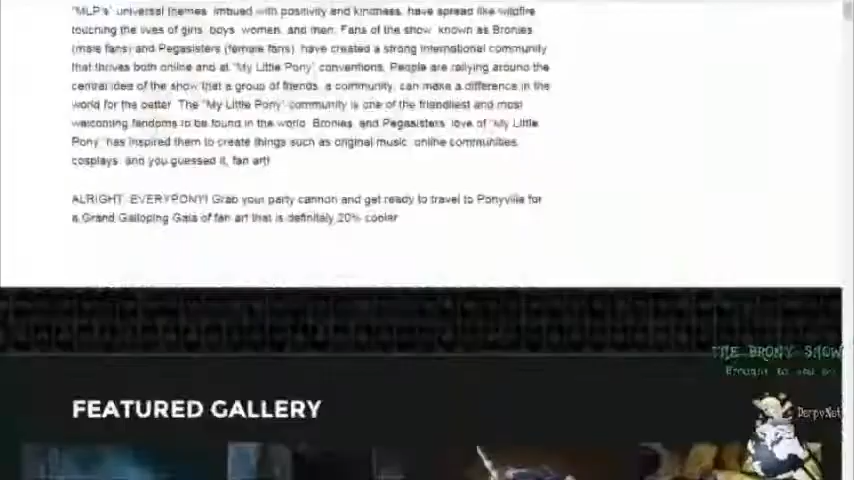 "MLP's" universal themes, imbued with positivity and kindness, have spread like wildfire
touching the lives of girls, boys, women, and men. Fans of the show, known as Bronies
(male fans) and Pegasisters (female fans), have created a strong international community
that thrives both online and at "My Little Pony" conventions. People are rallying around the
central idea of the show that a group of friends, a community, can make a difference in the
world for the better. The "My Little Pony" community is one of the friendliest and most
welcoming fandoms to be found in the world. Bronies, and Pegasisters, love of "My Little
Pony" has inspired them to create things such as original music, online communities,
cosplays, and you guessed it, fan art!
ALRIGHT, EVERYPONY! Grab your party cannon and get ready to travel to Ponyville for
a Grand Galloping Gala of fan art that is definitely 20% cooler
FEATURED GALLERY
THE BRONY SHOW
Brought to you by
DerpyNet